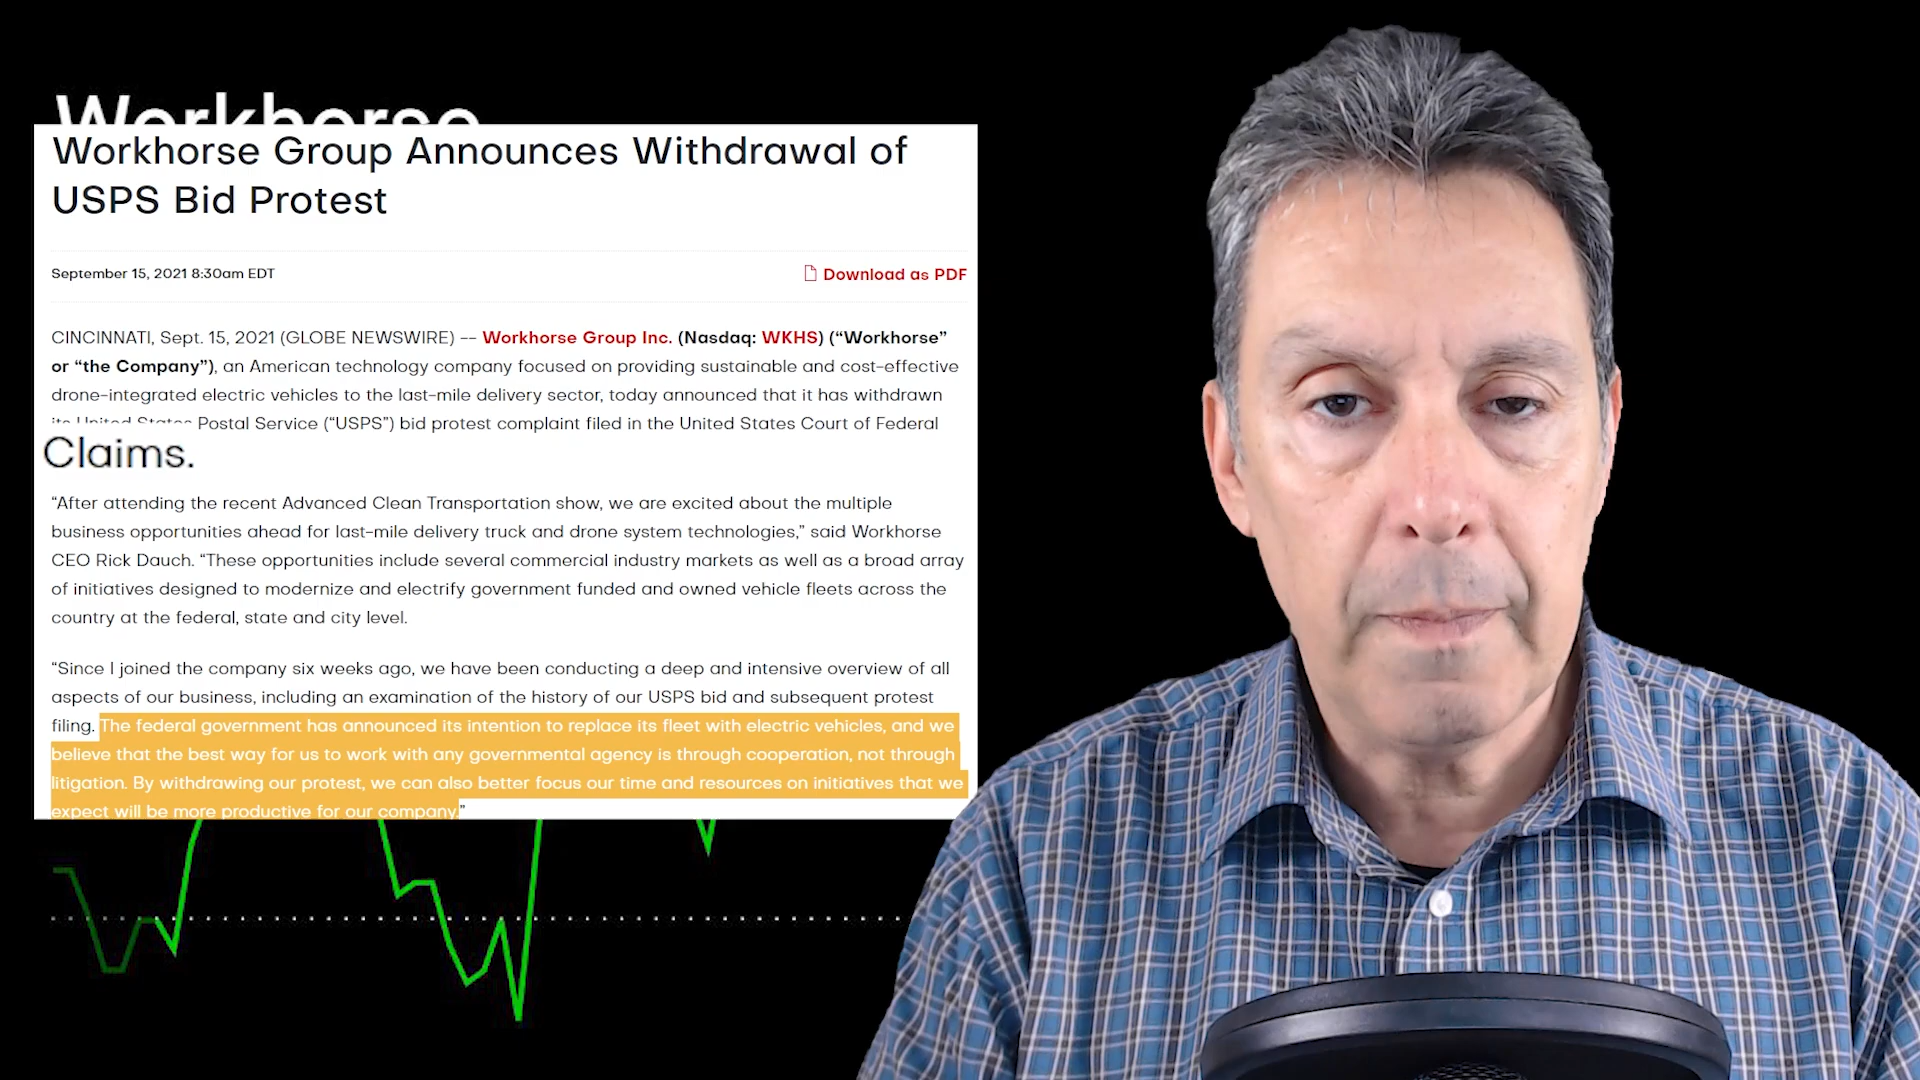 Workhorse
Workhorse Group Announces Withdrawal of
USPS Bid Protest
September 15, 2021 8:30am EDT
Download as PDF
CINCINNATI, Sept. 15, 2021 (GLOBE NEWSWIRE) -- Workhorse Group Inc. (Nasdaq: WKHS) (“Workhorse”
or “the Company”), an American technology company focused on providing sustainable and cost-effective
drone-integrated electric vehicles to the last-mile delivery sector, today announced that it has withdrawn
its United States Postal Service (“USPS”) bid protest complaint filed in the United States Court of Federal
Claims.
“After attending the recent Advanced Clean Transportation show, we are excited about the multiple
business opportunities ahead for last-mile delivery truck and drone system technologies,” said Workhorse
CEO Rick Dauch. “These opportunities include several commercial industry markets as well as a broad array
of initiatives designed to modernize and electrify government funded and owned vehicle fleets across the
country at the federal, state and city level.
“Since I joined the company six weeks ago, we have been conducting a deep and intensive overview of all
aspects of our business, including an examination of the history of our USPS bid and subsequent protest
filing. The federal government has announced its intention to replace its fleet with electric vehicles, and we
believe that the best way for us to work with any governmental agency is through cooperation, not through
litigation. By withdrawing our protest, we can also better focus our time and resources on initiatives that we
expect will be more productive for our company.”